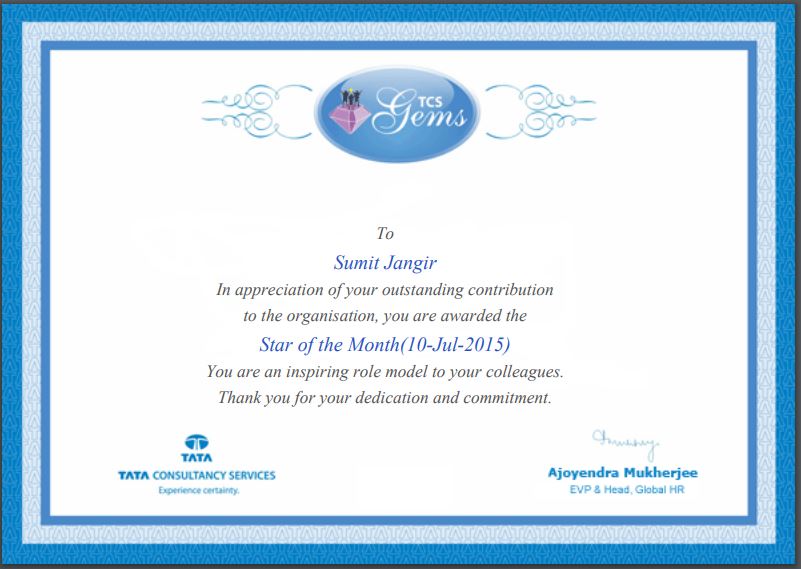 TCS
Gems
To
Sumit Jangir
In appreciation of your outstanding contribution
to the organisation, you are awarded the
Star of the Month(10-Jul-2015)
You are an inspiring role model to your colleagues.
Thank you for your dedication and commitment.
TATA
TATA CONSULTANCY SERVICES
Experience certainty.
Ajoyendra Mukherjee
EVP & Head, Global HR